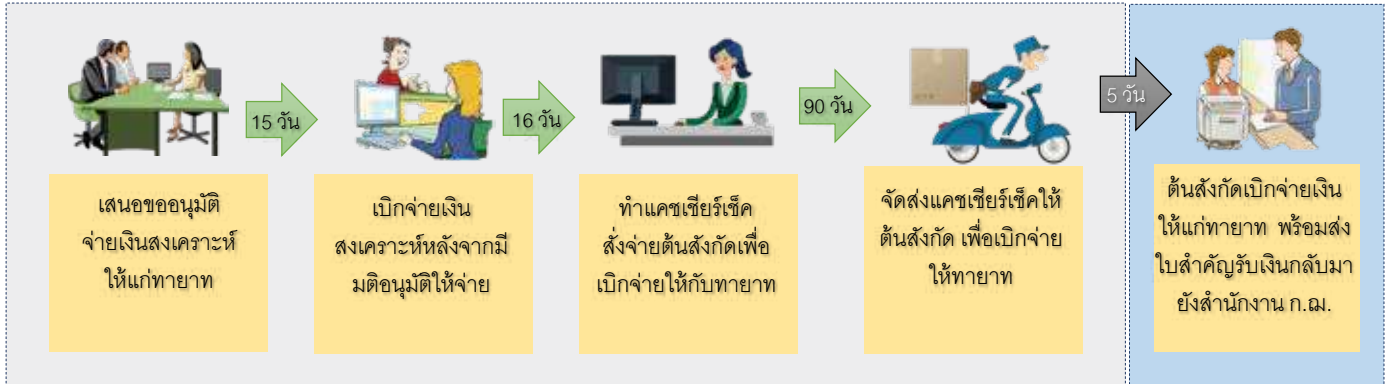 15 วัน
16 วัน
90 วัน
5 วัน
เสนอขออนุมัติ
จ่ายเงินสงเคราะห์
ให้แก่ทายาท
เบิกจ่ายเงิน
สงเคราะห์หลังจากมี
มติอนุมัติให้จ่าย
ทำแคชเชียร์เช็ค
สั่งจ่ายต้นสังกัดเพื่อ
เบิกจ่ายให้กับทายาท
จัดส่งแคชเชียร์เช็คให้
ต้นสังกัด เพื่อเบิกจ่าย
ให้ทายาท
ต้นสังกัดเบิกจ่ายเงิน
ให้แก่ทายาท พร้อมส่ง
ใบสำคัญรับเงินกลับมา
ยังสำนักงาน ก.ฌ.